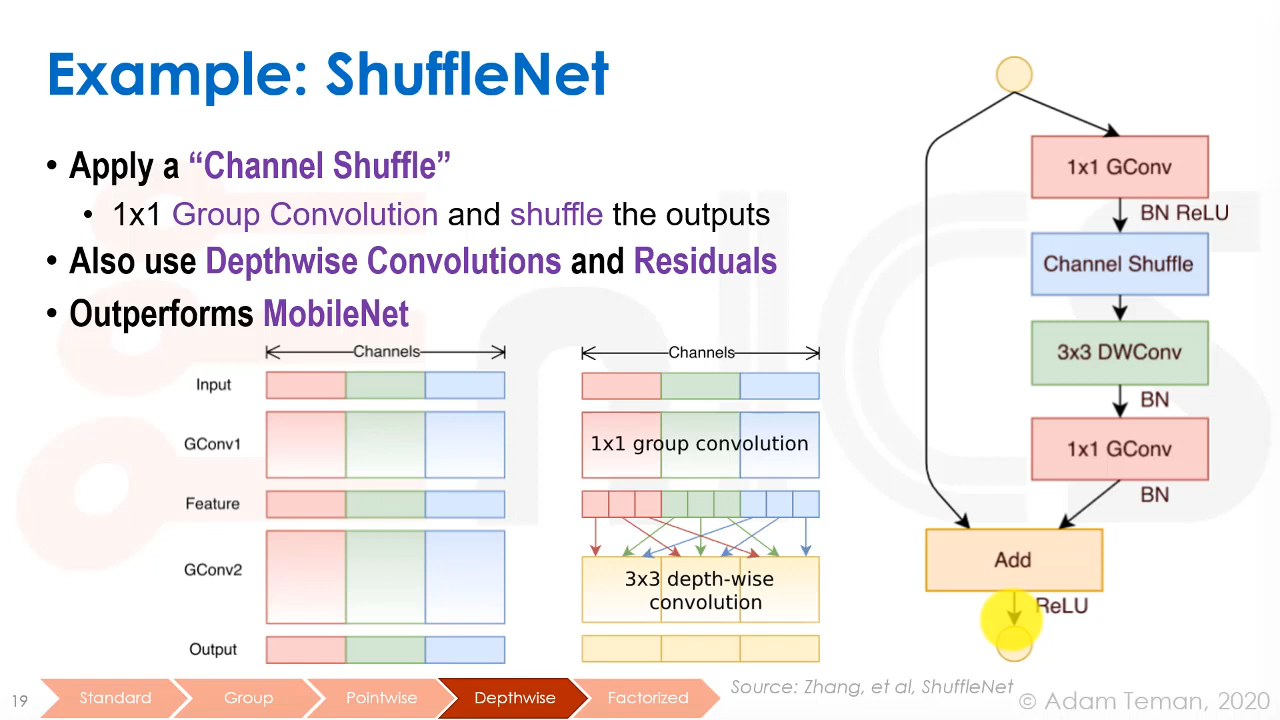 Example: ShuffleNet
• Apply a “Channel Shuffle”
• 1x1 Group Convolution and shuffle the outputs
• Also use Depthwise Convolutions and Residuals
• Outperforms MobileNet
Channels
Input
GConv1
Feature
GConv2
Output
Channels
1x1 group convolution
3x3 depth-wise
convolution
1x1 GConv
BN ReLU
Channel Shuffle
3x3 DWConv
BN
1x1 GConv
BN
Add
ReLU
Source: Zhang, et al, ShuffleNet
19
Standard
Group
Pointwise
Depthwise
Factorized
© Adam Teman, 2020